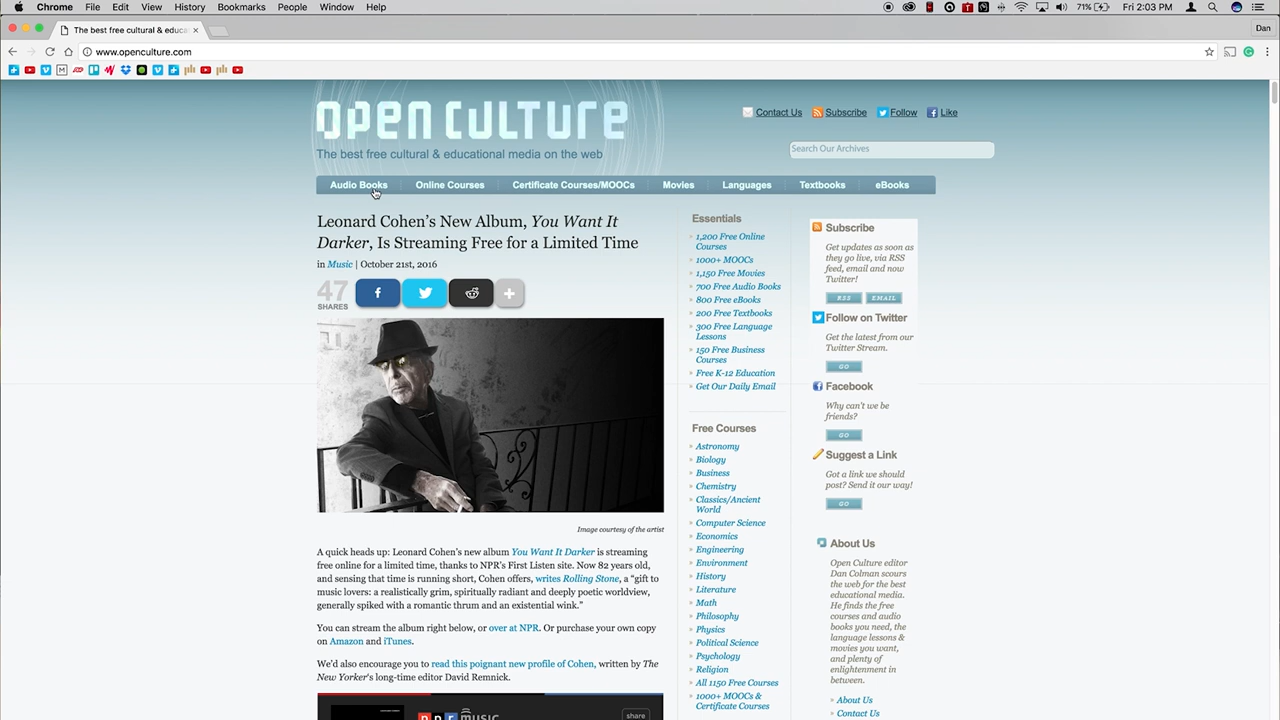 Chrome File Edit View History Bookmarks People Window Help
71% Fri 2:03 PM
The best free cultural & educa
Dan
www.openculture.com
OPEN CULTURE
The best free cultural & educational media on the web
Contact Us Subscribe Follow Like
Search Our Archives
Audio Books Online Courses Certificate Courses/MOOCs Movies Languages Textbooks eBooks
Leonard Cohen's New Album, You Want It
Darker, Is Streaming Free for a Limited Time
in Music | October 21st, 2016
47
SHARES
Image courtesy of the artist
A quick heads up: Leonard Cohen's new album You Want It Darker is streaming
free online for a limited time, thanks to NPR's First Listen site. Now 82 years old,
and sensing that time is running short, Cohen offers, writes Rolling Stone, a “gift to
music lovers: a realistically grim, spiritually radiant and deeply poetic worldview,
generally spiked with a romantic thrum and an existential wink.”
You can stream the album right below, or over at NPR. Or purchase your own copy
on Amazon and iTunes.
We'd also encourage you to read this poignant new profile of Cohen, written by The
New Yorker's long-time editor David Remnick.
npr music
share
Essentials
1,200 Free Online
Courses
1000+ MOOCs
1,150 Free Movies
700 Free Audio Books
800 Free eBooks
200 Free Textbooks
300 Free Language
Lessons
150 Free Business
Courses
Free K-12 Education
Get Our Daily Email
Free Courses
Astronomy
Biology
Business
Chemistry
Classics/Ancient
World
Computer Science
Economics
Engineering
Environment
History
Literature
Math
Philosophy
Physics
Political Science
Psychology
Religion
All 1150 Free Courses
1000+ MOOCs &
Certificate Courses
Subscribe
Get updates as soon as
they go live, via RSS
feed, email and now
Twitter!
RSS EMAIL
Follow on Twitter
Get the latest from our
Twitter Stream.
GO
Facebook
Why can't we be
friends?
GO
Suggest a Link
Got a link we should
post? Send it our way!
GO
About Us
Open Culture editor
Dan Colman scours
the web for the best
educational media.
He finds the free
courses and audio
books you need, the
language lessons &
movies you want,
and plenty of
enlightenment in
between.
About Us
Contact Us